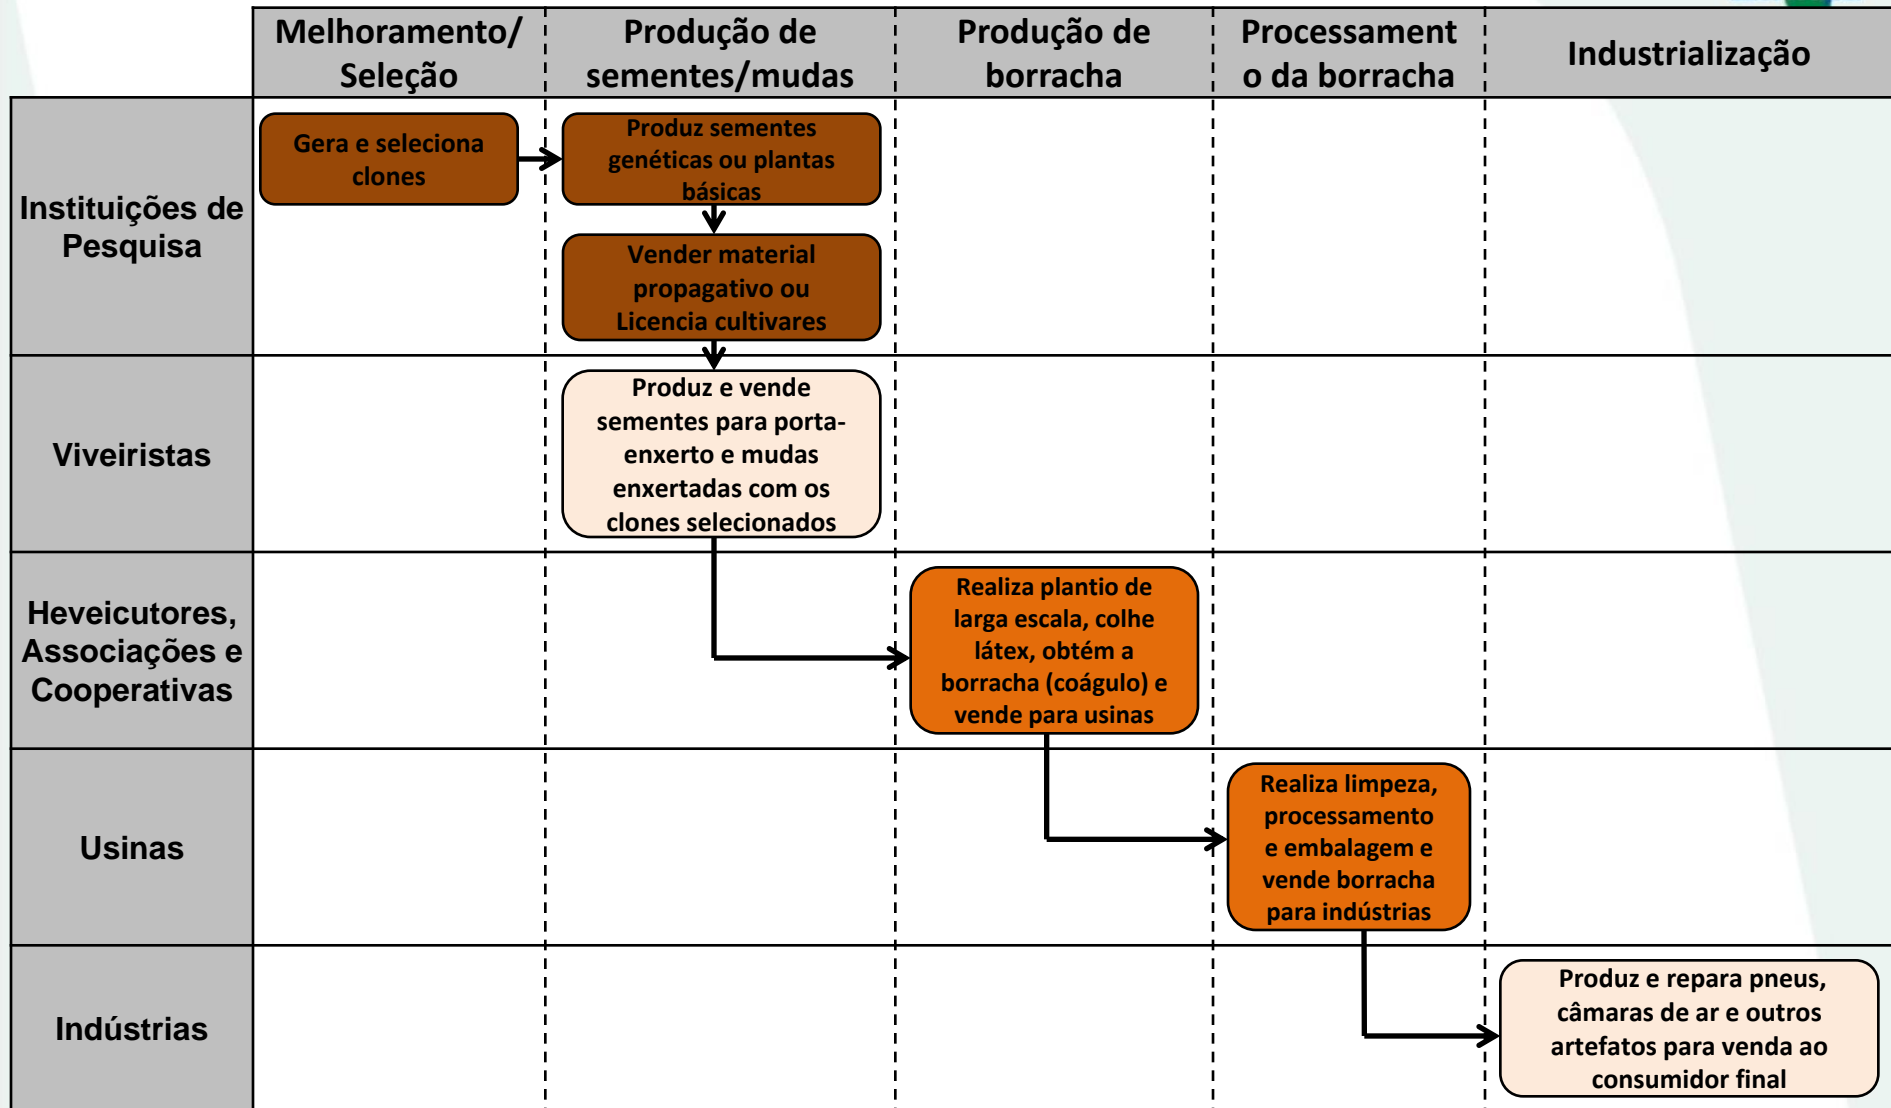 Melhoramento/
Seleção
Produção de
sementes/mudas
Produção de
borracha
Processament
o da borracha
Industrialização
Instituições de
Pesquisa
Gera e seleciona
clones
Produz sementes
genéticas ou plantas
básicas
Vender material
propagativo ou
Licencia cultivares
Viveiristas
Produz e vende
sementes para porta-
enxerto e mudas
enxertadas com os
clones selecionados
Heveicutores,
Associações e
Cooperativas
Realiza plantio de
larga escala, colhe
látex, obtém a
borracha (coágulo) e
vende para usinas
Usinas
Realiza limpeza,
processamento
e embalagem e
vende borracha
para indústrias
Indústrias
Produz e repara pneus,
câmaras de ar e outros
artefatos para venda ao
consumidor final